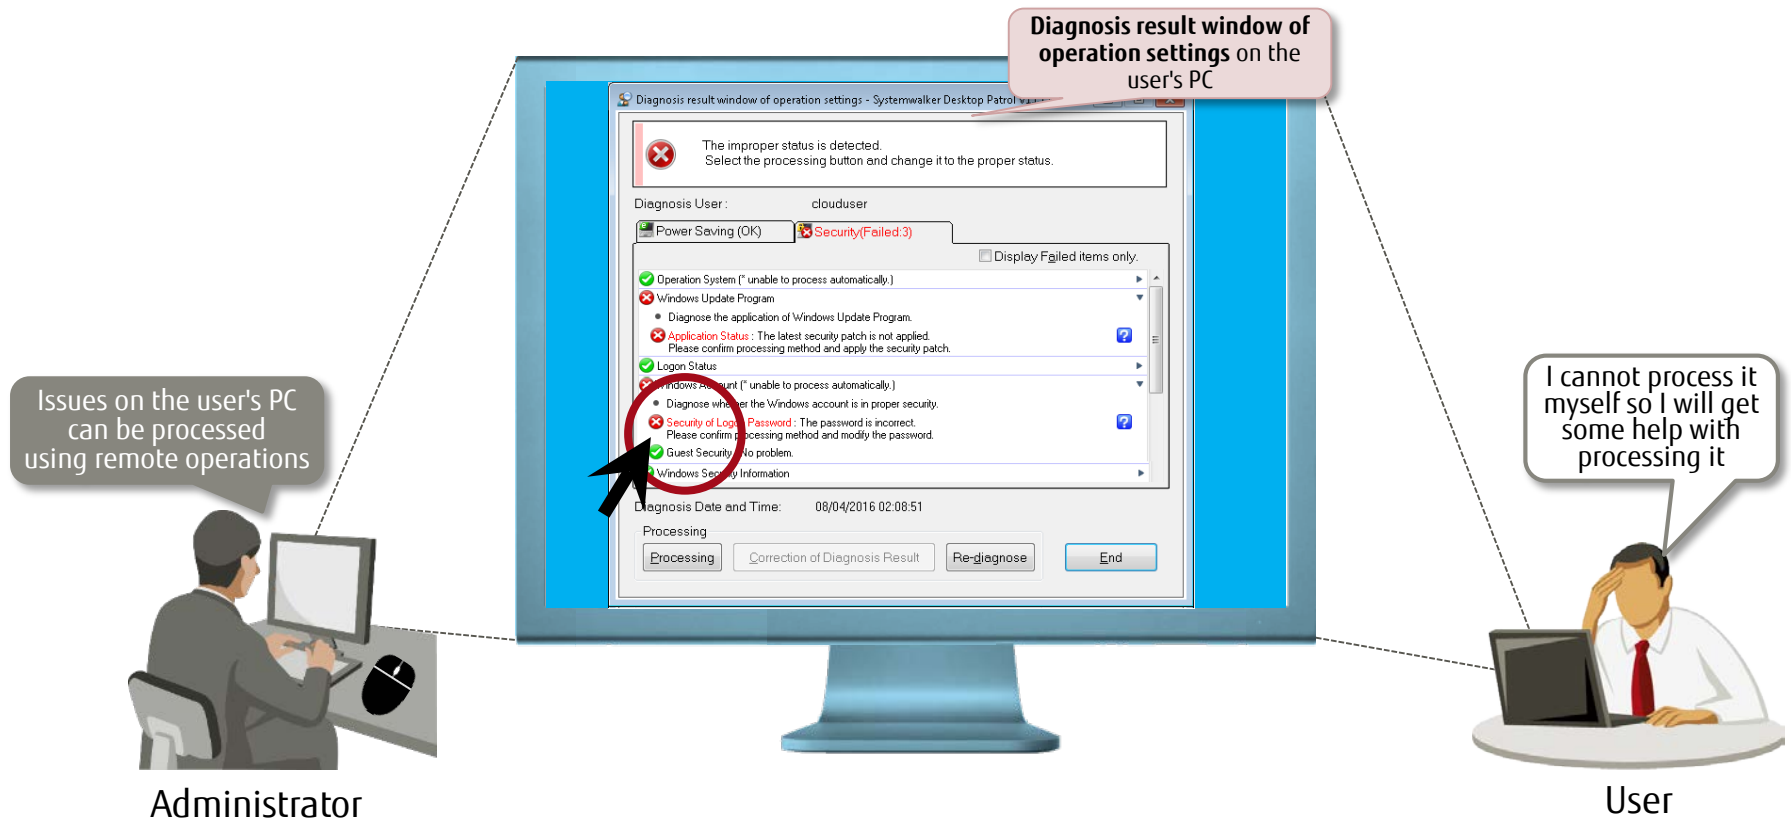 Diagnosis result window of
operation settings on the
user's PC
Diagnosis result window of operation settings - Systemwalker Desktop Patrol
The improper status is detected.
Select the processing button and change it to the proper status.
Diagnosis User : clouduser
Power Saving (OK) Security(Failed:3)
Display Failed items only.
Operation System (* unable to process automatically.)
Windows Update Program
Diagnose the application of Windows Update Program.
Application Status : The latest security patch is not applied.
Please confirm processing method and apply the security patch.
Logon Status
Windows Account (* unable to process automatically.)
Diagnose whether the Windows account is in proper security.
Security of Logon Password : The password is incorrect.
Please confirm processing method and modify the password.
Guest Security : No problem.
Windows Security Information
Diagnosis Date and Time: 08/04/2016 02:08:51
Processing
Processing Correction of Diagnosis Result Re-diagnose End
Issues on the user's PC
can be processed
using remote operations
I cannot process it
myself so I will get
some help with
processing it
Administrator
User